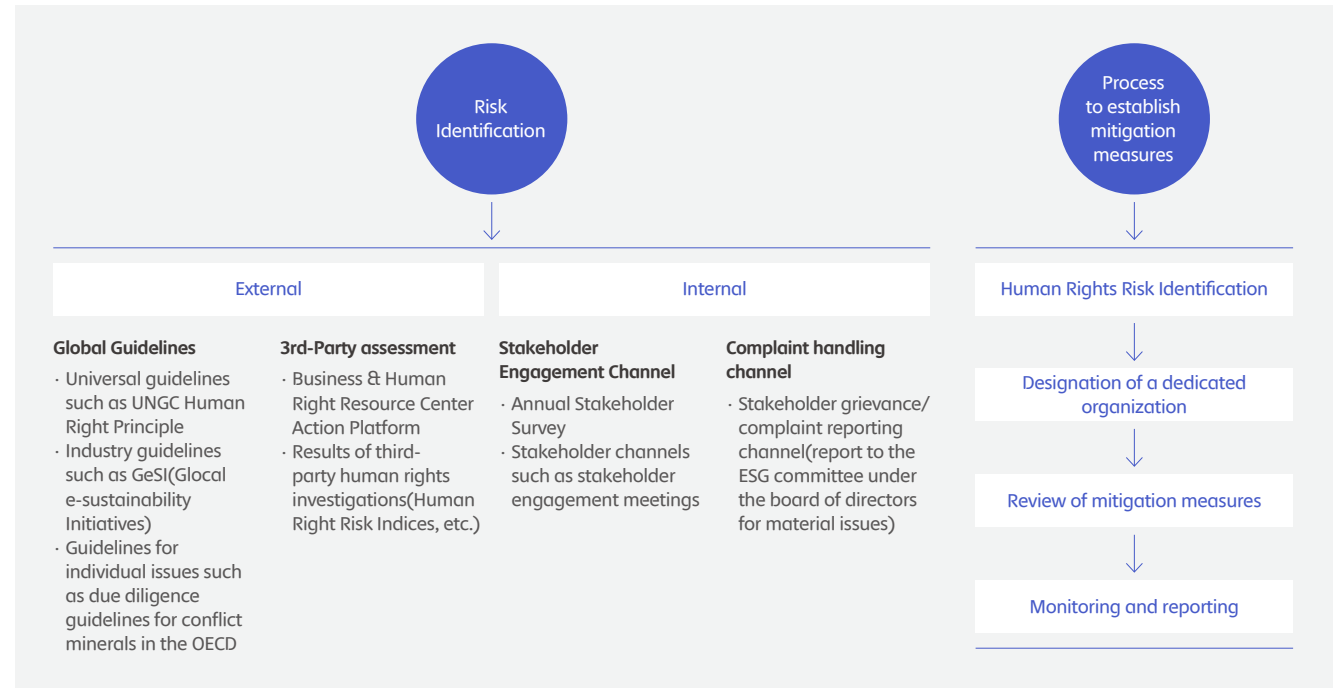 Risk
Identification
Process
to establish
mitigation
measures
External
Internal
Global Guidelines
· Universal guidelines
such as UNGC Human
Right Principle
· Industry guidelines
such as GeSI(Glocal
e-sustainability
Initiatives)
· Guidelines for
individual issues such
as due diligence
guidelines for conflict
minerals in the OECD
3rd-Party assessment
· Business & Human
Right Resource Center
Action Platform
· Results of third-
party human rights
investigations(Human
Right Risk Indices, etc.)
Stakeholder
Engagement Channel
· Annual Stakeholder
Survey
· Stakeholder channels
such as stakeholder
engagement meetings
Complaint handling
channel
· Stakeholder grievance/
complaint reporting
channel(report to the
ESG committee under
the board of directors
for material issues)
Human Rights Risk Identification
Designation of a dedicated
organization
Review of mitigation measures
Monitoring and reporting